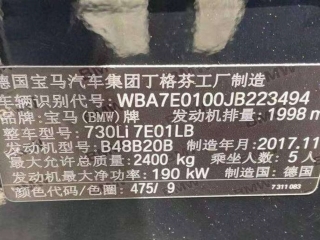 德国宝马汽车集团丁格芬工厂制造
车辆识别代号: WBA7E0100JB223494
品牌: 宝马(BMW)牌 发动机排量: 1998 m
整车型号: 730Li 7E01LB
发动机型号: B48B20B 制造年月: 2017.11
最大允许总质量: 2400 kg 乘坐人数: 5人
发动机最大净功率: 190 kW 制造国: 德国
颜色代码/色圈: 475/ 9
7 311 083